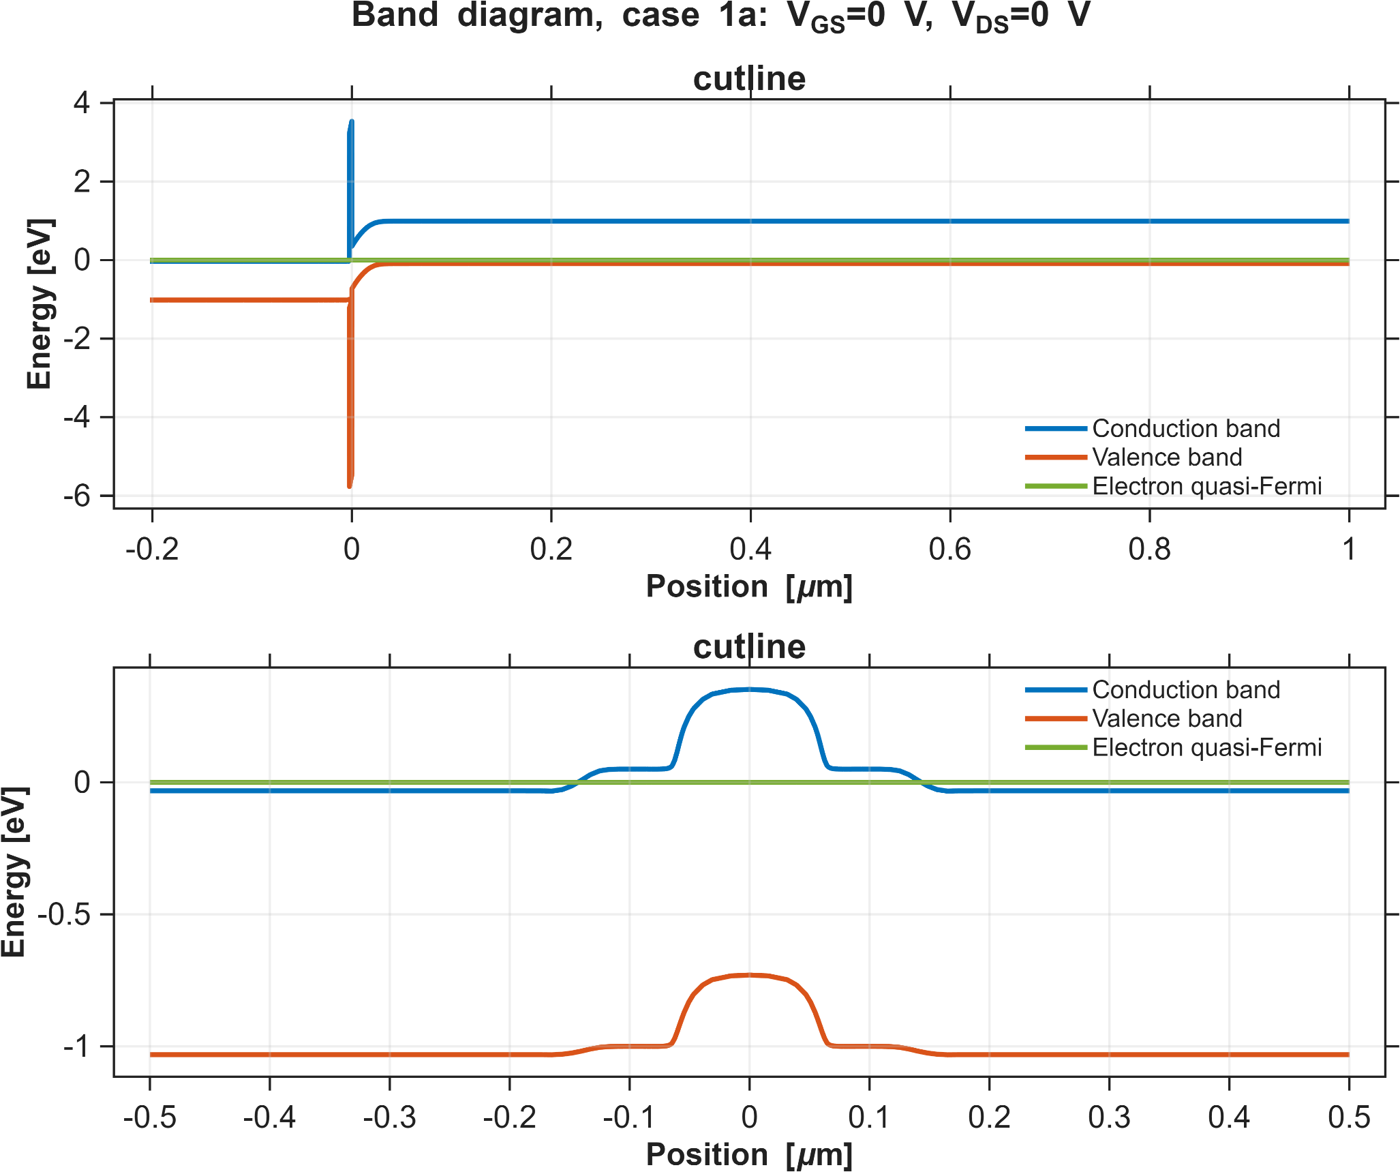 Band diagram, case 1a: V_GS=0 V, V_DS=0 V
cutline
4
2
0
-2
-4
-6
Energy [eV]
Conduction band
Valence band
Electron quasi-Fermi
-0.2 0 0.2 0.4 0.6 0.8 1
Position [µm]
cutline
0
-0.5
-1
Energy [eV]
Conduction band
Valence band
Electron quasi-Fermi
-0.5 -0.4 -0.3 -0.2 -0.1 0 0.1 0.2 0.3 0.4 0.5
Position [µm]